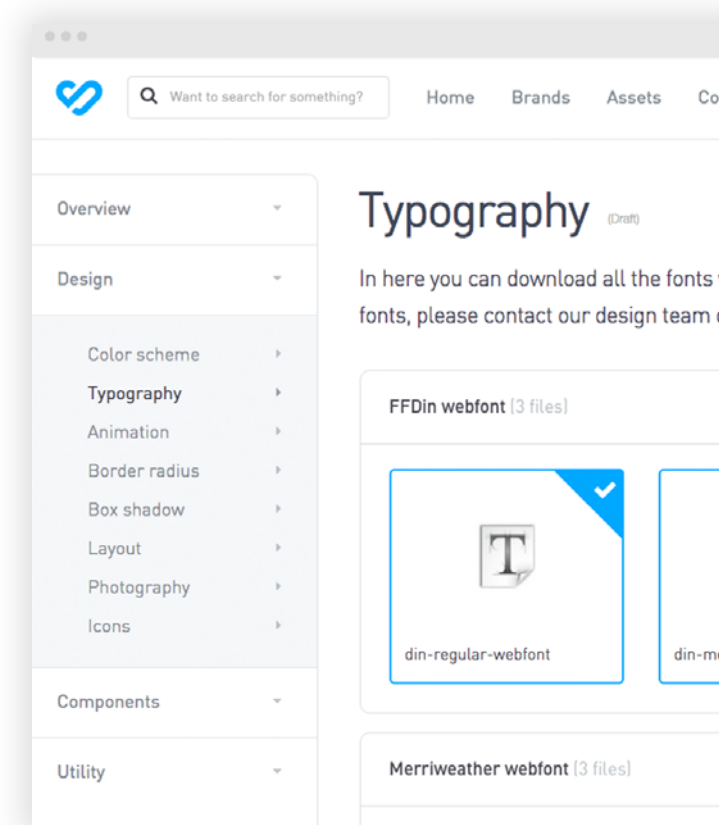 Want to search for something?
Home Brands Assets
Overview
Design
Color scheme
Typography
Animation
Border radius
Box shadow
Layout
Photography
Icons
Components
Utility
Typography (Draft)
In here you can download all the fonts
fonts, please contact our design team
FFDin webfont (3 files)
din-regular-webfont
Merriweather webfont (3 files)